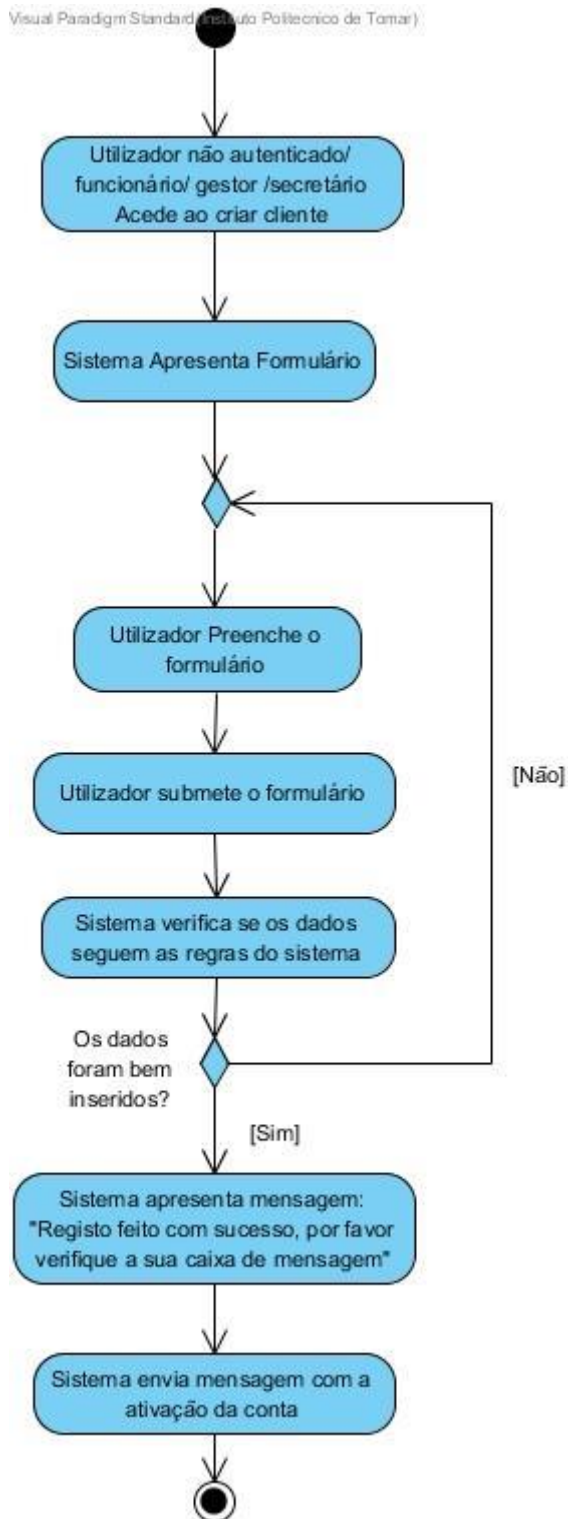 Visual Paradigm Standard(Instituto Politecnico de Tomar)
Utilizador não autenticado/
funcionário/ gestor /secretário
Acede ao criar cliente
Sistema Apresenta Formulário
Utilizador Preenche o
formulário
[Não]
Utilizador submete o formulário
Sistema verifica se os dados
seguem as regras do sistema
Os dados
foram bem
inseridos?
[Sim]
Sistema apresenta mensagem:
"Registo feito com sucesso, por favor
verifique a sua caixa de mensagem"
Sistema envia mensagem com a
ativação da conta